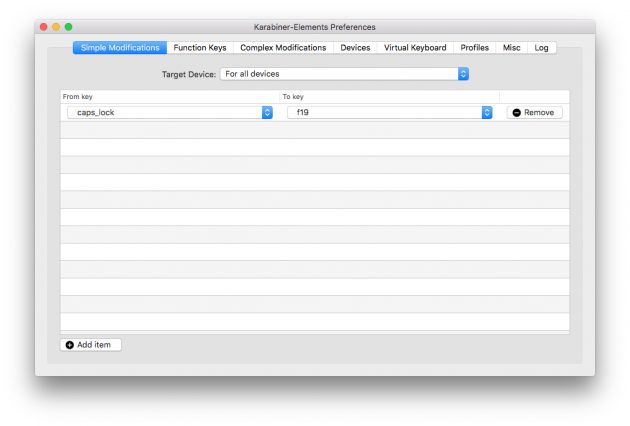 Karabiner-Elements Preferences
Simple Modifications Function Keys Complex Modifications Devices Virtual Keyboard Profiles Misc Log
Target Device: For all devices
From key To key
caps_lock f19 Remove
Add item